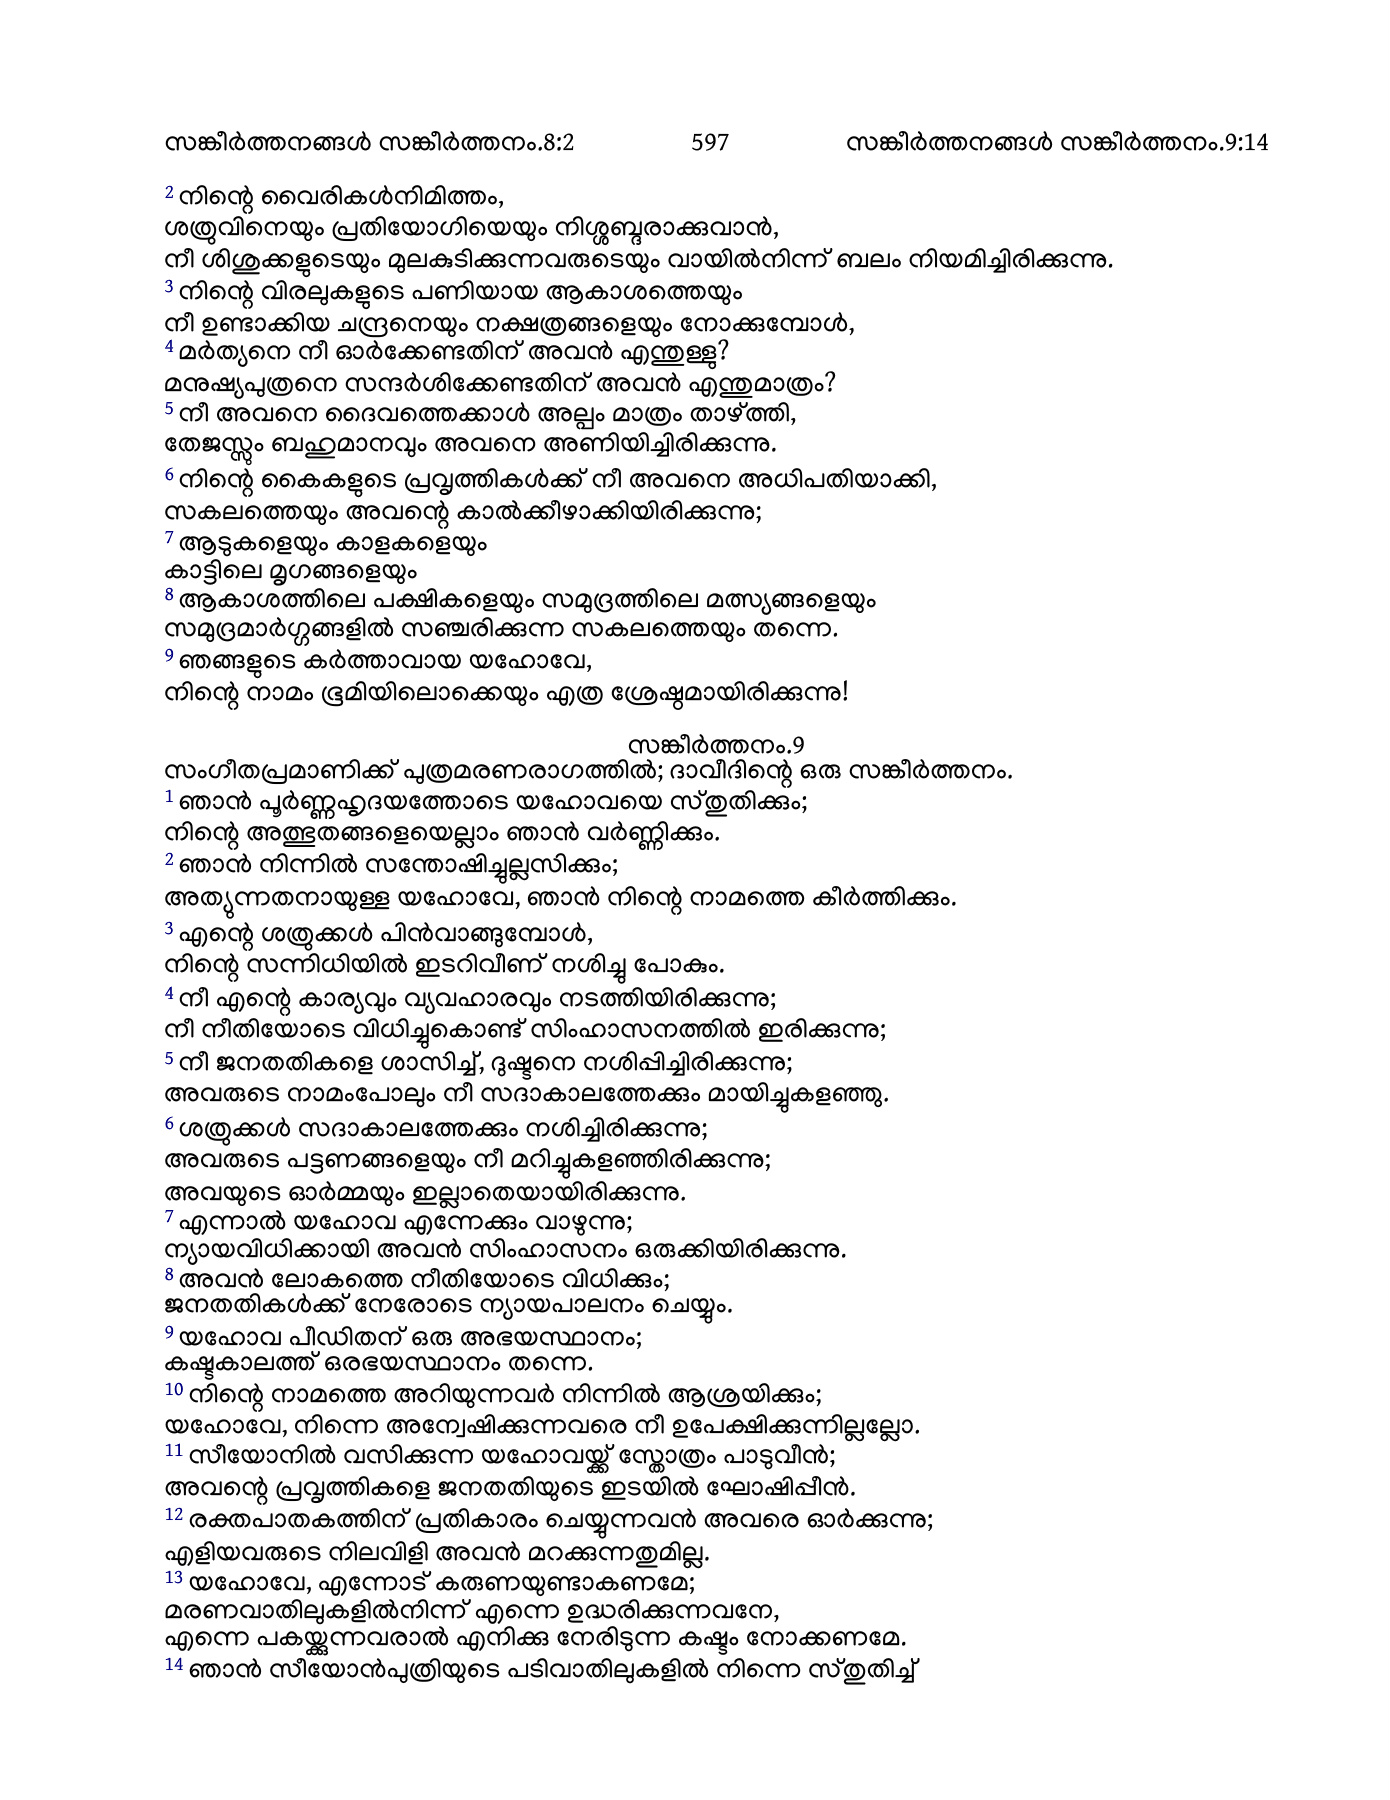 സങ്കീർത്തനങ്ങൾ സങ്കീർത്തനം.8:2 597 സങ്കീർത്തനങ്ങൾ സങ്കീർത്തനം.9:14
2 നിന്റെ വൈരികൾനിമിത്തം,
ശത്രുവിനെയും പ്രതിയോഗിയെയും നിശ്ശബ്ദരാക്കുവാൻ,
നീ ശിശുക്കളുടെയും മുലകുടിക്കുന്നവരുടെയും വായിൽനിന്ന് ബലം നിയമിച്ചിരിക്കുന്നു.
3 നിന്റെ വിരലുകളുടെ പണിയായ ആകാശത്തെയും
നീ ഉണ്ടാക്കിയ ചന്ദ്രനെയും നക്ഷത്രങ്ങളെയും നോക്കുമ്പോൾ,
4 മർത്യനെ നീ ഓർക്കേണ്ടതിന് അവൻ എന്തുള്ളു?
മനുഷ്യപുത്രനെ സന്ദർശിക്കേണ്ടതിന് അവൻ എന്തുമാത്രം?
5 നീ അവനെ ദൈവത്തെക്കാൾ അല്പം മാത്രം താഴ്ത്തി,
തേജസ്സും ബഹുമാനവും അവനെ അണിയിച്ചിരിക്കുന്നു.
6 നിന്റെ കൈകളുടെ പ്രവൃത്തികൾക്ക് നീ അവനെ അധിപതിയാക്കി,
സകലത്തെയും അവന്റെ കാൽക്കീഴാക്കിയിരിക്കുന്നു;
7 ആടുകളെയും കാളകളെയും
കാട്ടിലെ മൃഗങ്ങളെയും
8 ആകാശത്തിലെ പക്ഷികളെയും സമുദ്രത്തിലെ മത്സ്യങ്ങളെയും
സമുദ്രമാർഗ്ഗങ്ങളിൽ സഞ്ചരിക്കുന്ന സകലത്തെയും തന്നെ.
9 ഞങ്ങളുടെ കർത്താവായ യഹോവേ,
നിന്റെ നാമം ഭൂമിയിലൊക്കെയും എത്ര ശ്രേഷ്ഠമായിരിക്കുന്നു!
സങ്കീർത്തനം.9
സംഗീതപ്രമാണിക്ക് പുത്രമരണരാഗത്തിൽ; ദാവീദിന്റെ ഒരു സങ്കീർത്തനം.
1 ഞാൻ പൂർണ്ണഹൃദയത്തോടെ യഹോവയെ സ്തുതിക്കും;
നിന്റെ അത്ഭുതങ്ങളെയെല്ലാം ഞാൻ വർണ്ണിക്കും.
2 ഞാൻ നിന്നിൽ സന്തോഷിച്ചുല്ലസിക്കും;
അത്യുന്നതനായുള്ള യഹോവേ, ഞാൻ നിന്റെ നാമത്തെ കീർത്തിക്കും.
3 എന്റെ ശത്രുക്കൾ പിൻവാങ്ങുമ്പോൾ,
നിന്റെ സന്നിധിയിൽ ഇടറിവീണ് നശിച്ചു പോകും.
4 നീ എന്റെ കാര്യവും വ്യവഹാരവും നടത്തിയിരിക്കുന്നു;
നീ നീതിയോടെ വിധിച്ചുകൊണ്ട് സിംഹാസനത്തിൽ ഇരിക്കുന്നു;
5 നീ ജനതതികളെ ശാസിച്ച്, ദുഷ്ടനെ നശിപ്പിച്ചിരിക്കുന്നു;
അവരുടെ നാമംപോലും നീ സദാകാലത്തേക്കും മായിച്ചുകളഞ്ഞു.
6 ശത്രുക്കൾ സദാകാലത്തേക്കും നശിച്ചിരിക്കുന്നു;
അവരുടെ പട്ടണങ്ങളെയും നീ മറിച്ചുകളഞ്ഞിരിക്കുന്നു;
അവയുടെ ഓർമ്മയും ഇല്ലാതെയായിരിക്കുന്നു.
7 എന്നാൽ യഹോവ എന്നേക്കും വാഴുന്നു;
ന്യായവിധിക്കായി അവൻ സിംഹാസനം ഒരുക്കിയിരിക്കുന്നു.
8 അവൻ ലോകത്തെ നീതിയോടെ വിധിക്കും;
ജനതതികൾക്ക് നേരോടെ ന്യായപാലനം ചെയ്യും.
9 യഹോവ പീഡിതന് ഒരു അഭയസ്ഥാനം;
കഷ്ടകാലത്ത് ഒരഭയസ്ഥാനം തന്നെ.
10 നിന്റെ നാമത്തെ അറിയുന്നവർ നിന്നിൽ ആശ്രയിക്കും;
യഹോവേ, നിന്നെ അന്വേഷിക്കുന്നവരെ നീ ഉപേക്ഷിക്കുന്നില്ലല്ലോ.
11 സീയോനിൽ വസിക്കുന്ന യഹോവയ്ക്ക് സ്തോത്രം പാടുവീൻ;
അവന്റെ പ്രവൃത്തികളെ ജനതതിയുടെ ഇടയിൽ ഘോഷിപ്പീൻ.
12 രക്തപാതകത്തിന് പ്രതികാരം ചെയ്യുന്നവൻ അവരെ ഓർക്കുന്നു;
എളിയവരുടെ നിലവിളി അവൻ മറക്കുന്നതുമില്ല.
13 യഹോവേ, എന്നോട് കരുണയുണ്ടാകണമേ;
മരണവാതിലുകളിൽനിന്ന് എന്നെ ഉദ്ധരിക്കുന്നവനേ,
എന്നെ പകയ്ക്കുന്നവരാൽ എനിക്കു നേരിടുന്ന കഷ്ടം നോക്കണമേ.
14 ഞാൻ സീയോൻപുത്രിയുടെ പടിവാതിലുകളിൽ നിന്നെ സ്തുതിച്ച്